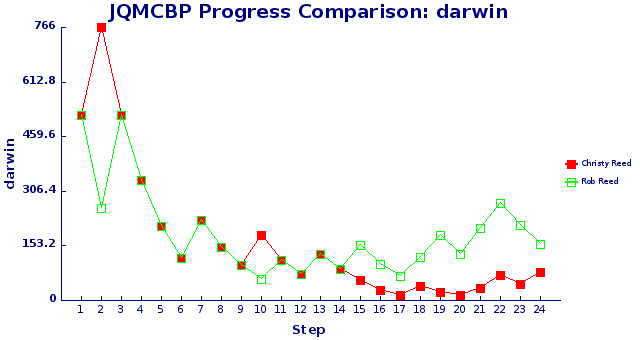 JQMCBP Progress Comparison: darwin
766
612.8
459.6
306.4
153.2
0
darwin
1 2 3 4 5 6 7 8 9 10 11 12 13 14 15 16 17 18 19 20 21 22 23 24
Step
Christy Reed
Rob Reed